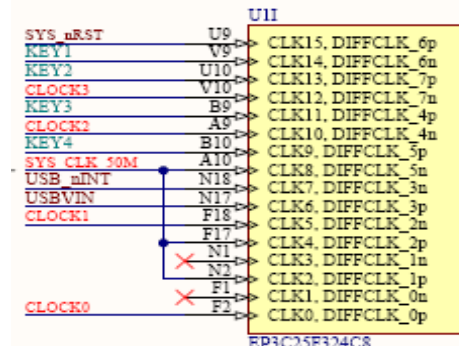 U1I
SYS_nRST U9 CLK15, DIFFCLK_6p
KEY1 V9 CLK14, DIFFCLK_6n
KEY2 U10 CLK13, DIFFCLK_7p
CLOCK3 V10 CLK12, DIFFCLK_7n
KEY3 B9 CLK11, DIFFCLK_4p
CLOCK2 A9 CLK10, DIFFCLK_4n
KEY4 B10 CLK9, DIFFCLK_5p
SYS_CLK_50M A10 CLK8, DIFFCLK_5n
USB_nINT N18 CLK7, DIFFCLK_3n
USBVIN N17 CLK6, DIFFCLK_3p
CLOCK1 F18 CLK5, DIFFCLK_2n
F17 CLK4, DIFFCLK_2p
N1 CLK3, DIFFCLK_1n
N2 CLK2, DIFFCLK_1p
F1 CLK1, DIFFCLK_0n
CLOCK0 F2 CLK0, DIFFCLK_0p
EP3C25F324C8